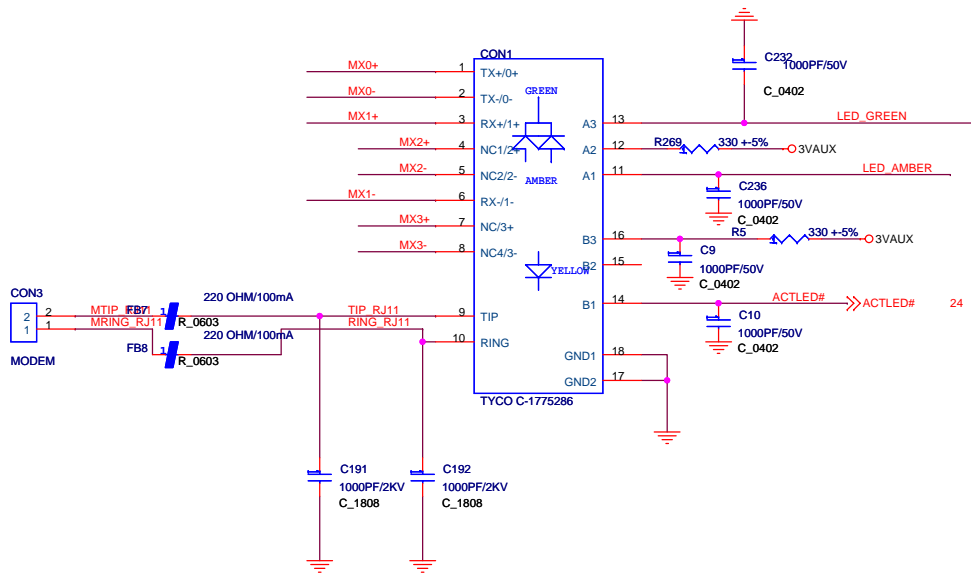 C232
1000PF/50V
C_0402
CON1
MX0+
1
TX+/0+
MX0-
2
TX-/0-
GREEN
MX1+
3
RX+/1+
A3
13
LED_GREEN
MX2+
4
NC1/2+
A2
12
R269
1
330 +-5%
3VAUX
MX2-
5
NC2/2-
AMBER
A1
11
LED_AMBER
MX1-
6
RX-/1-
C236
1000PF/50V
C_0402
MX3+
7
NC/3+
B3
16
R5
1
330 +-5%
3VAUX
MX3-
8
NC4/3-
C9
1000PF/50V
C_0402
YELLOW
B2
15
CON3
2
2
1
1
MODEM
MTIP_RJ11
FB7
1
220 OHM/100mA
R_0603
TIP_RJ11
9
TIP
B1
14
ACTLED#
ACTLED#
24
MRING_RJ11
FB8
1
220 OHM/100mA
R_0603
RING_RJ11
10
RING
C10
1000PF/50V
C_0402
GND1
18
GND2
17
TYCO C-1775286
C191
1000PF/2KV
C_1808
C192
1000PF/2KV
C_1808